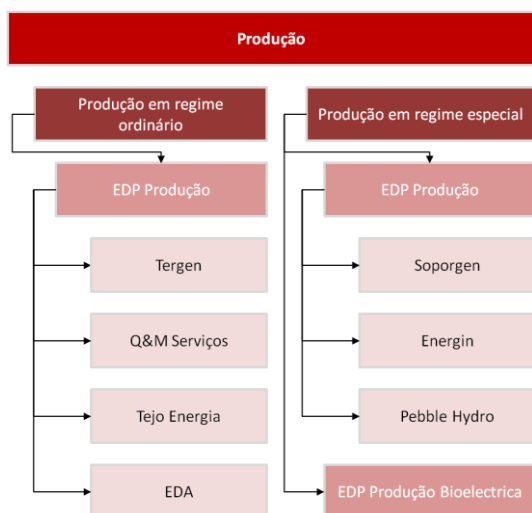 Produção
Produção em regime
ordinário
EDP Produção
Tergen
Q&M Serviços
Tejo Energia
EDA
Produção em regime especial
EDP Produção
Soporgen
Energin
Pebble Hydro
EDP Produção Bioelectrica